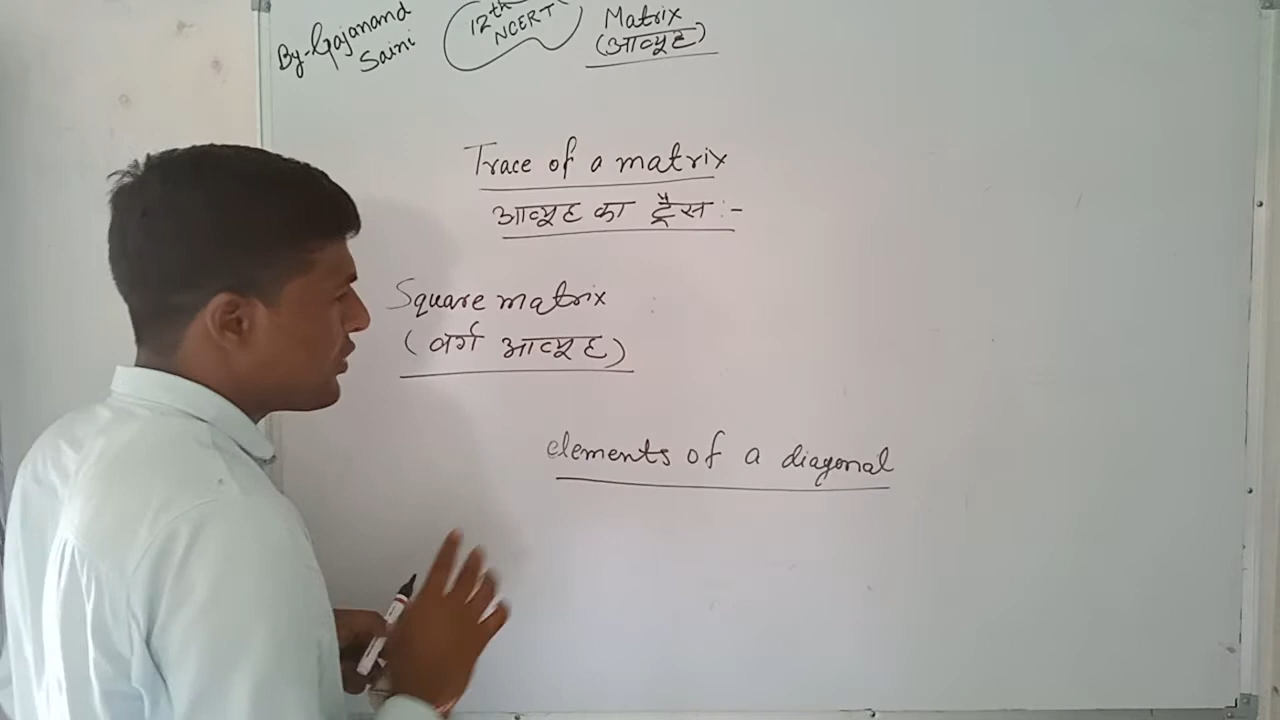 By-Gajanand
Saini
12th
NCERT
Matrix
(आव्यूह)
Trace of a matrix
आव्यूह का ट्रैस :-
Square matrix
(वर्ग आव्यूह)
elements of a diagonal